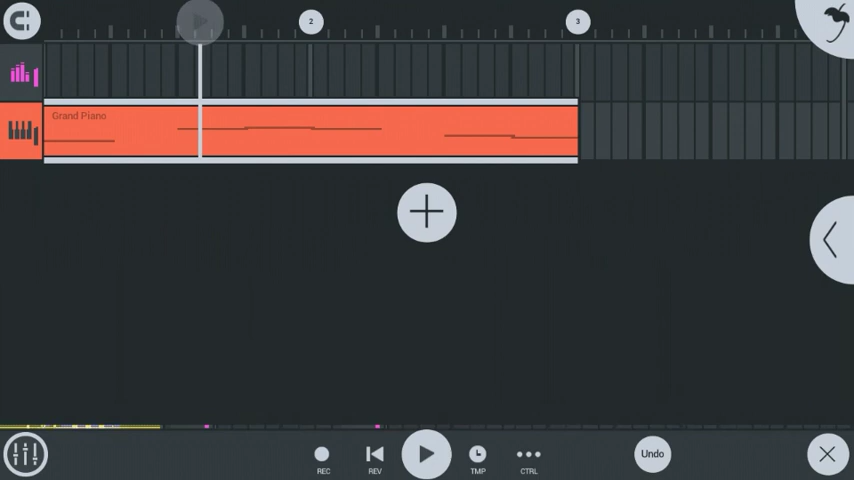 2
3
Grand Piano
REC
REV
TMP
CTRL
Undo